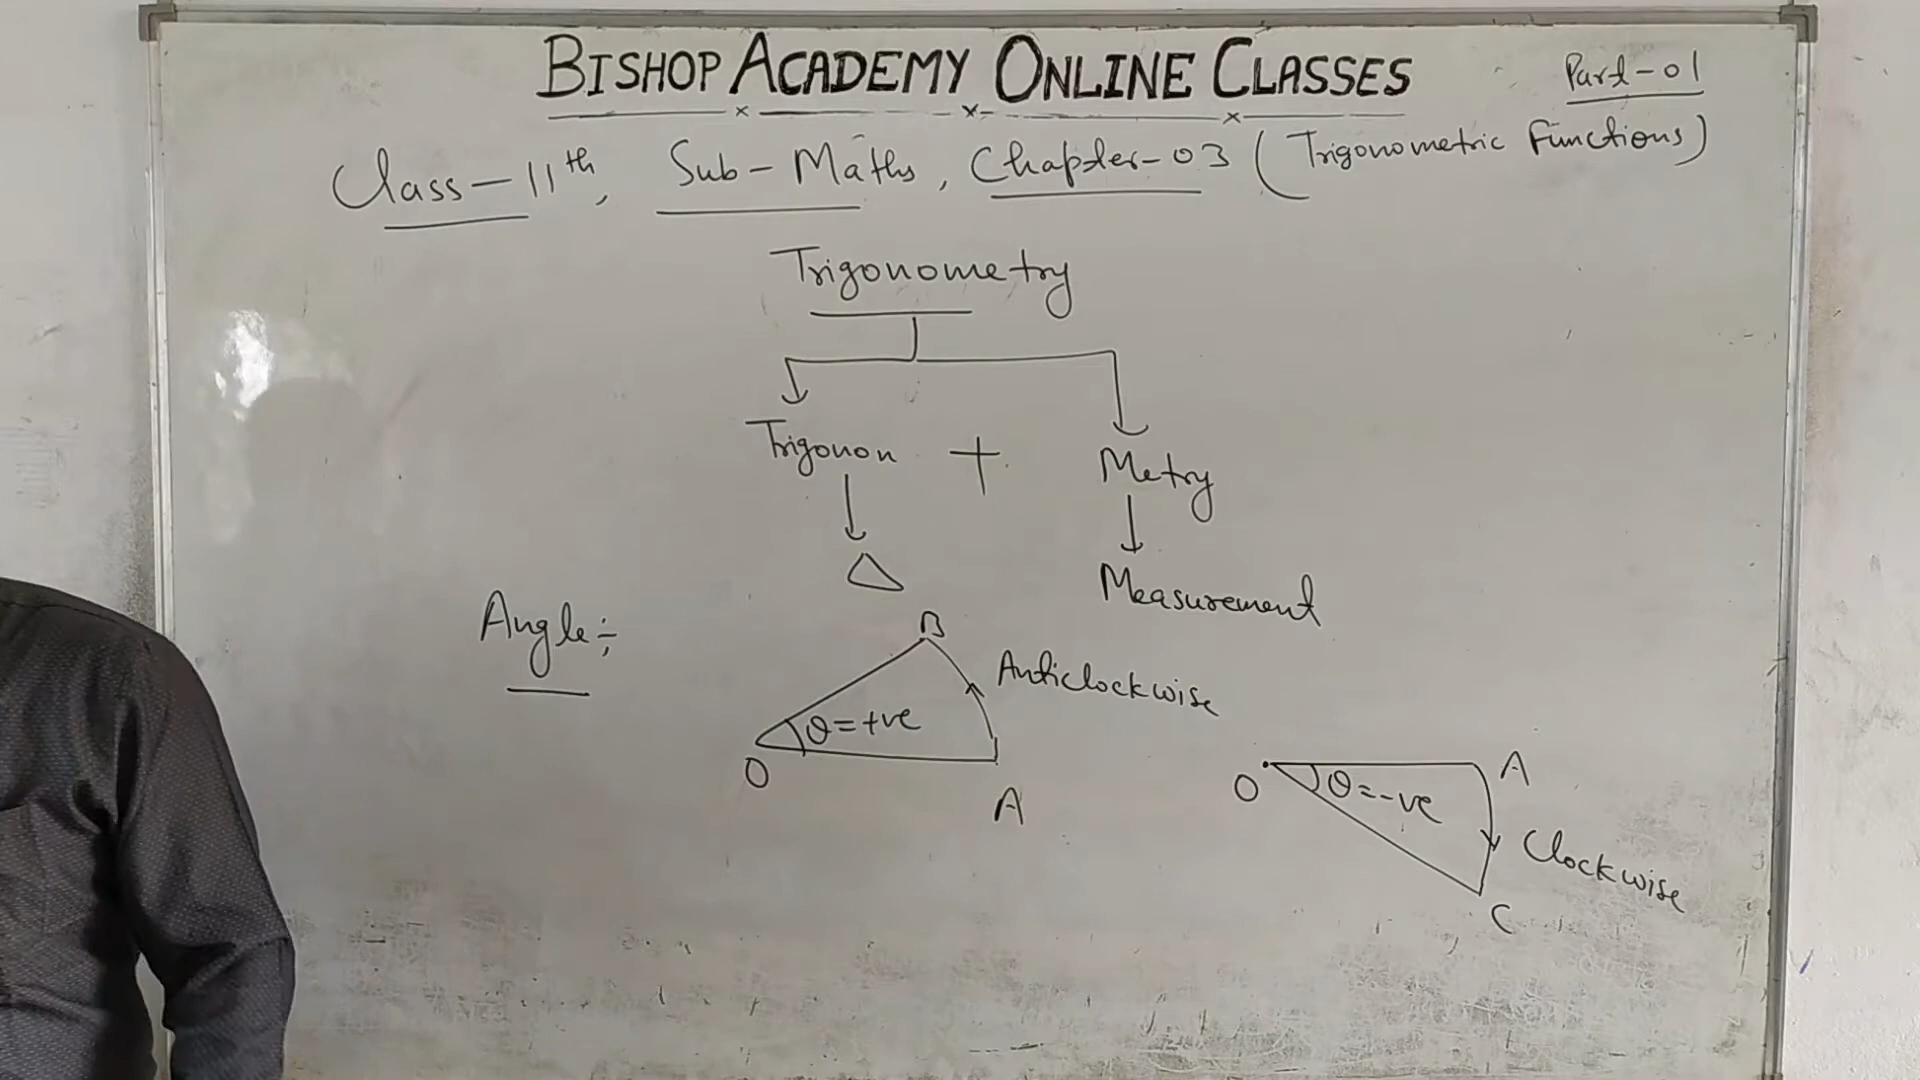 BISHOP ACADEMY ONLINE CLASSES
Part-01
Class-11th, Sub-Maths, Chapter-03 (Trigonometric Functions)
Trigonometry
Trigonon + Metry
Measurement
Angle:
B
Anticlockwise
θ=+ve
O
A
O
A
θ=-ve
Clockwise
C